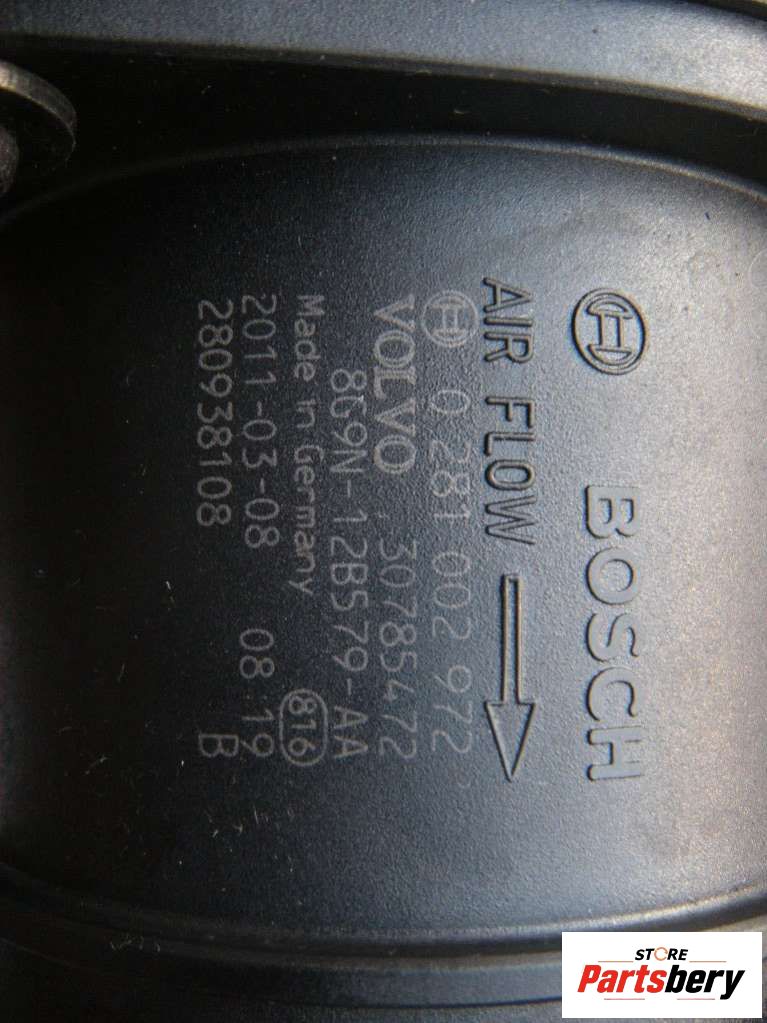 BOSCH
AIR FLOW
0 281 002 972
VOLVO 30785472
8G9N-12B579-AA
Made in Germany 816
2011-03-08 08 19
280938108 B
STORE
Partsbery